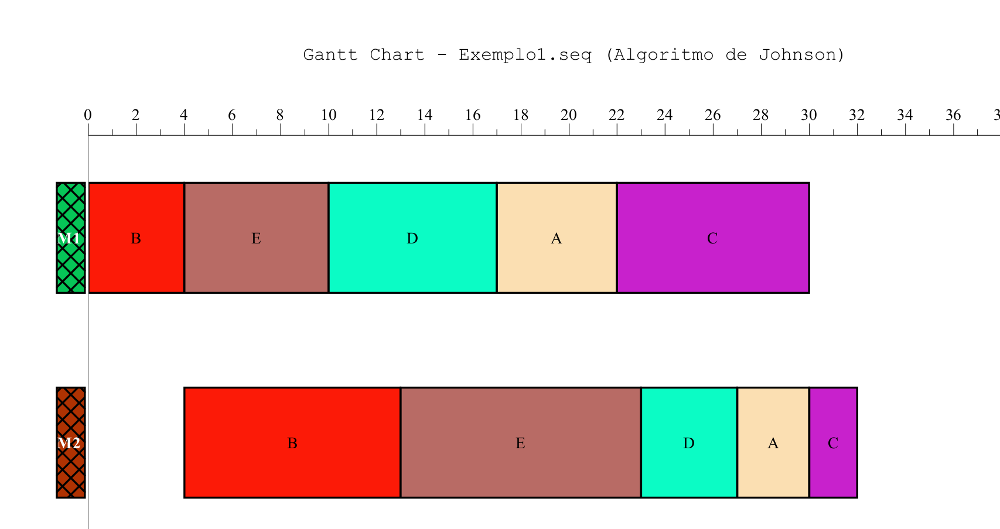 Gantt Chart - Exemplo1.seq (Algoritmo de Johnson)
0 2 4 6 8 10 12 14 16 18 20 22 24 26 28 30 32 34 36
M1 B E D A C
M2 B E D A C